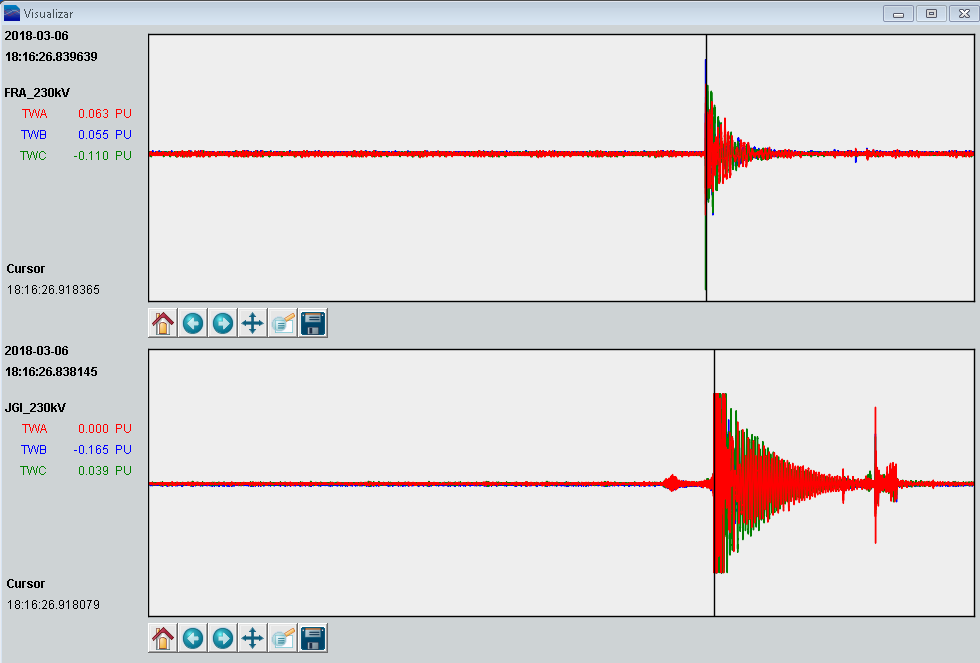 Visualizar
2018-03-06
18:16:26.839639
FRA_230kV
TWA 0.063 PU
TWB 0.055 PU
TWC -0.110 PU
Cursor
18:16:26.918365
2018-03-06
18:16:26.838145
JGI_230kV
TWA 0.000 PU
TWB -0.165 PU
TWC 0.039 PU
Cursor
18:16:26.918079